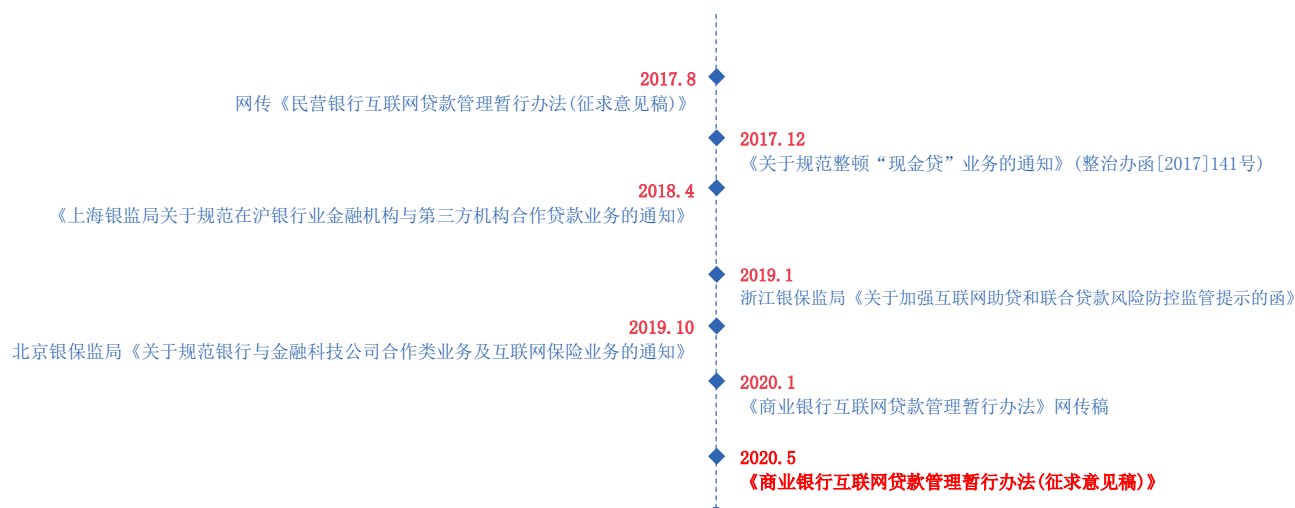 2017.8
网传《民营银行互联网贷款管理暂行办法(征求意见稿)》
2017.12
《关于规范整顿“现金贷”业务的通知》(整治办函[2017]141号)
2018.4
《上海银监局关于规范在沪银行业金融机构与第三方机构合作贷款业务的通知》
2019.1
浙江银保监局《关于加强互联网助贷和联合贷款风险防控监管提示的函》
2019.10
北京银保监局《关于规范银行与金融科技公司合作类业务及互联网保险业务的通知》
2020.1
《商业银行互联网贷款管理暂行办法》网传稿
2020.5
《商业银行互联网贷款管理暂行办法(征求意见稿)》